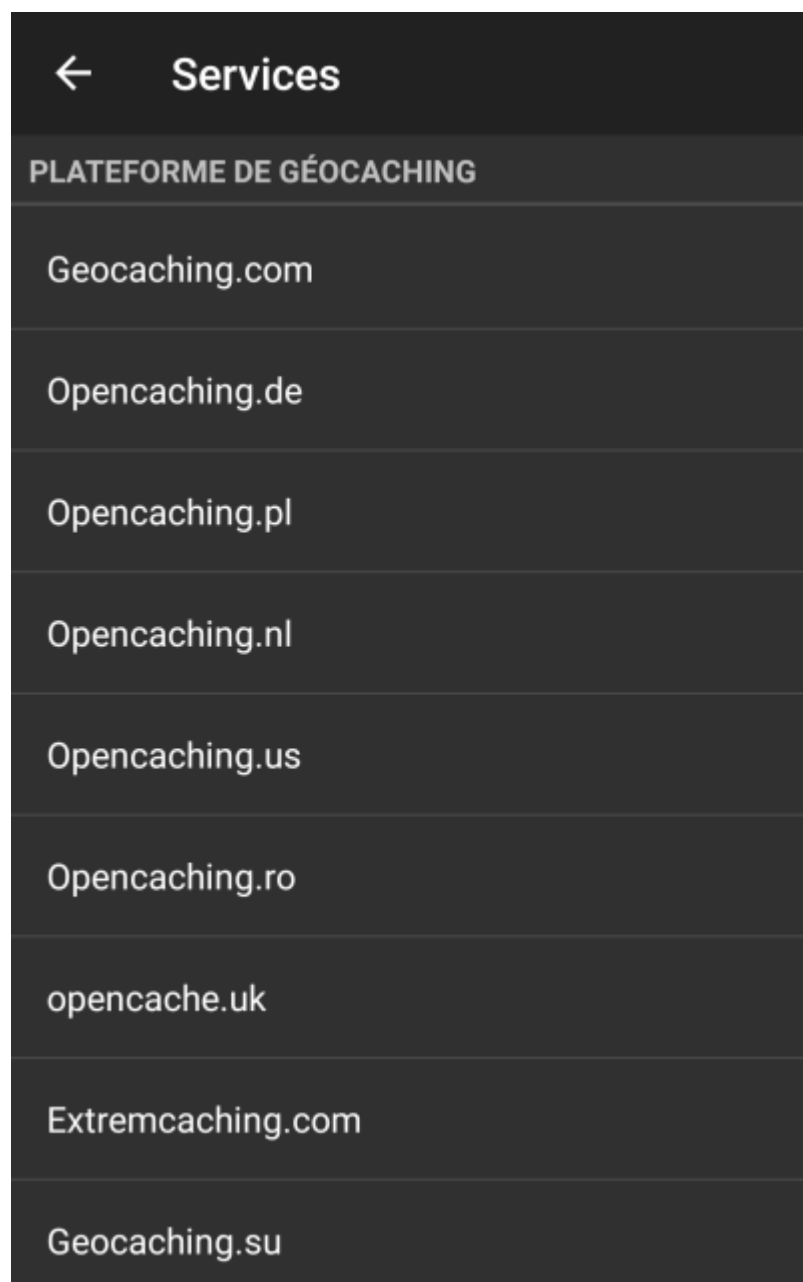 Services
PLATEFORME DE GÉOCACHING
Geocaching.com
Opencaching.de
Opencaching.pl
Opencaching.nl
Opencaching.us
Opencaching.ro
opencache.uk
Extremcaching.com
Geocaching.su